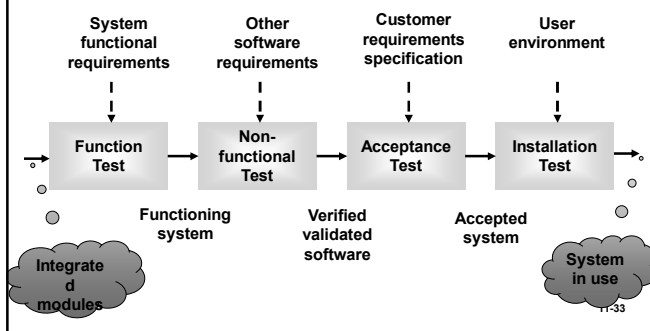 System
functional
requirements
Other
software
requirements
Customer
requirements
specification
User
environment
Function
Test
Non-
functional
Test
Acceptance
Test
Installation
Test
Functioning
system
Verified
validated
software
Accepted
system
Integrate
d
modules
System
in use
11-33